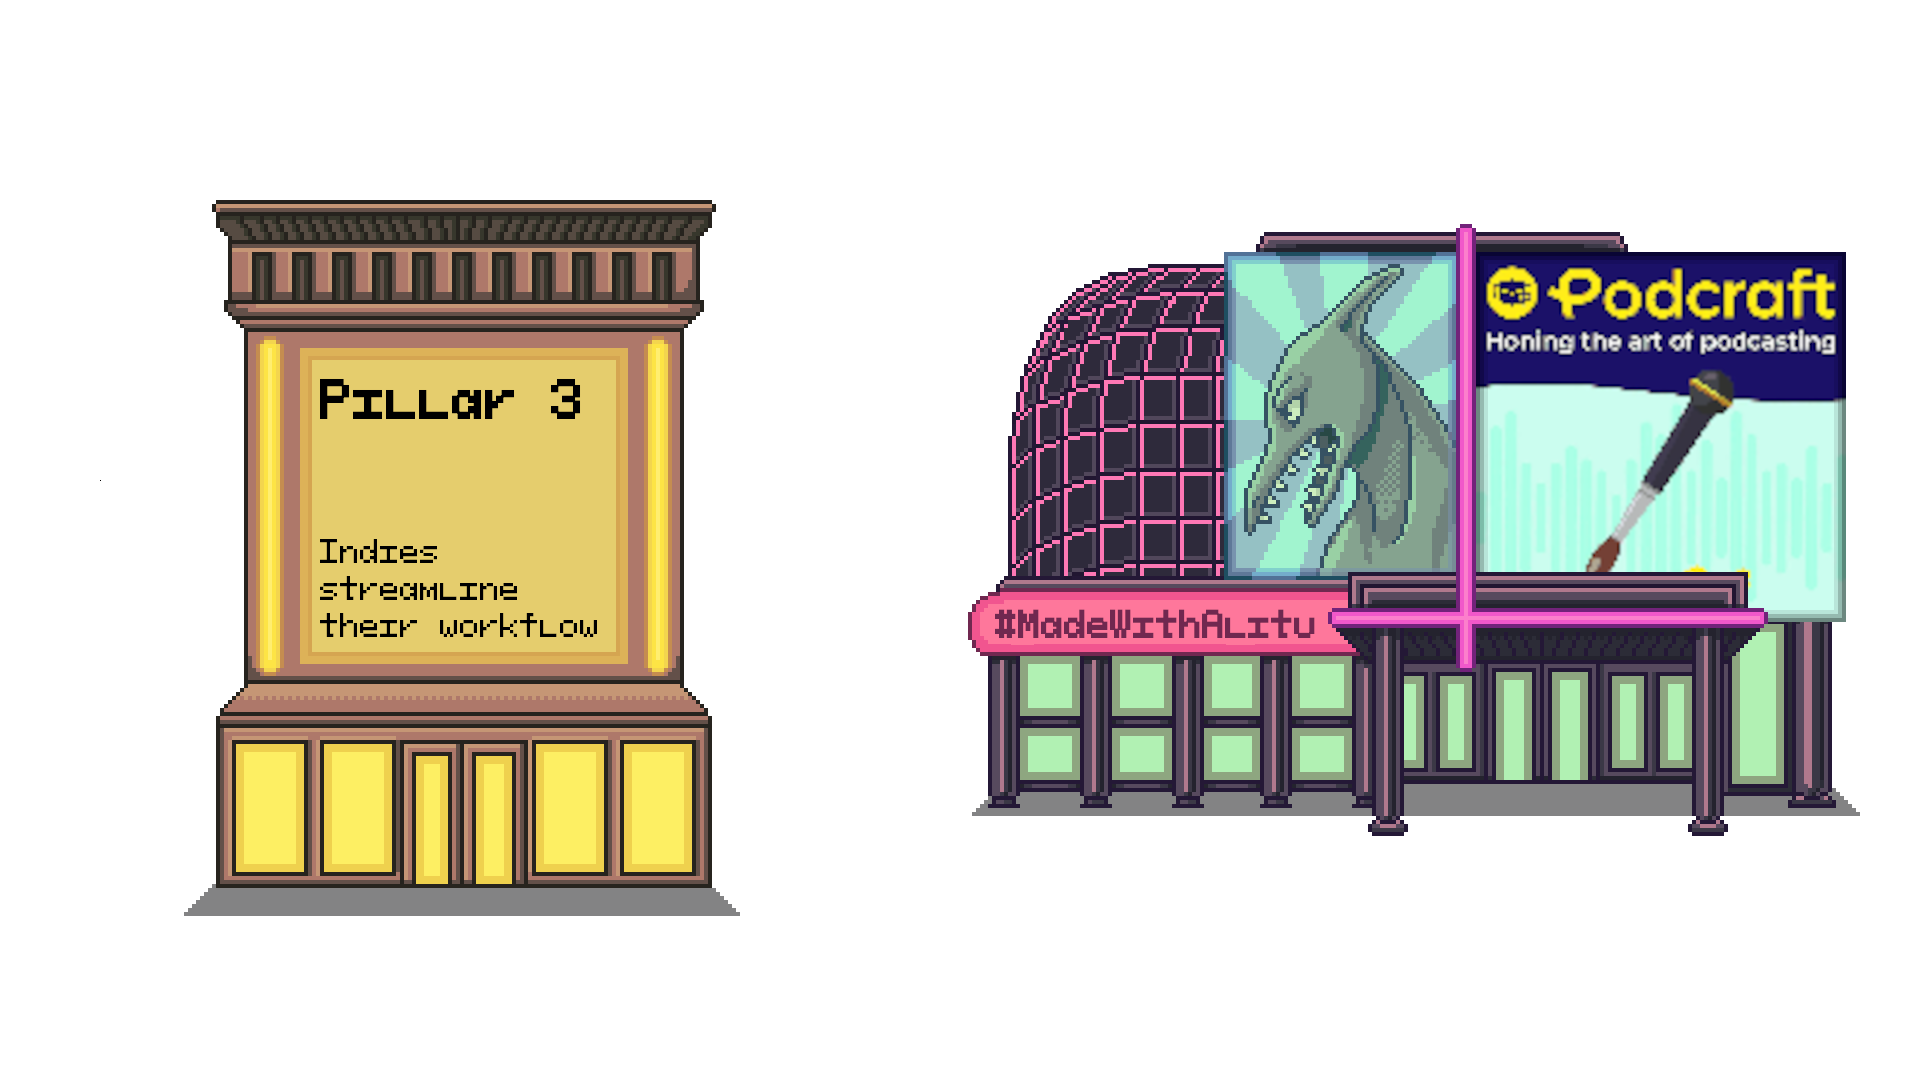 Pillar 3
Indies
streamline
their workflow
Podcraft
Honing the art of podcasting
#MadeWithAlitu